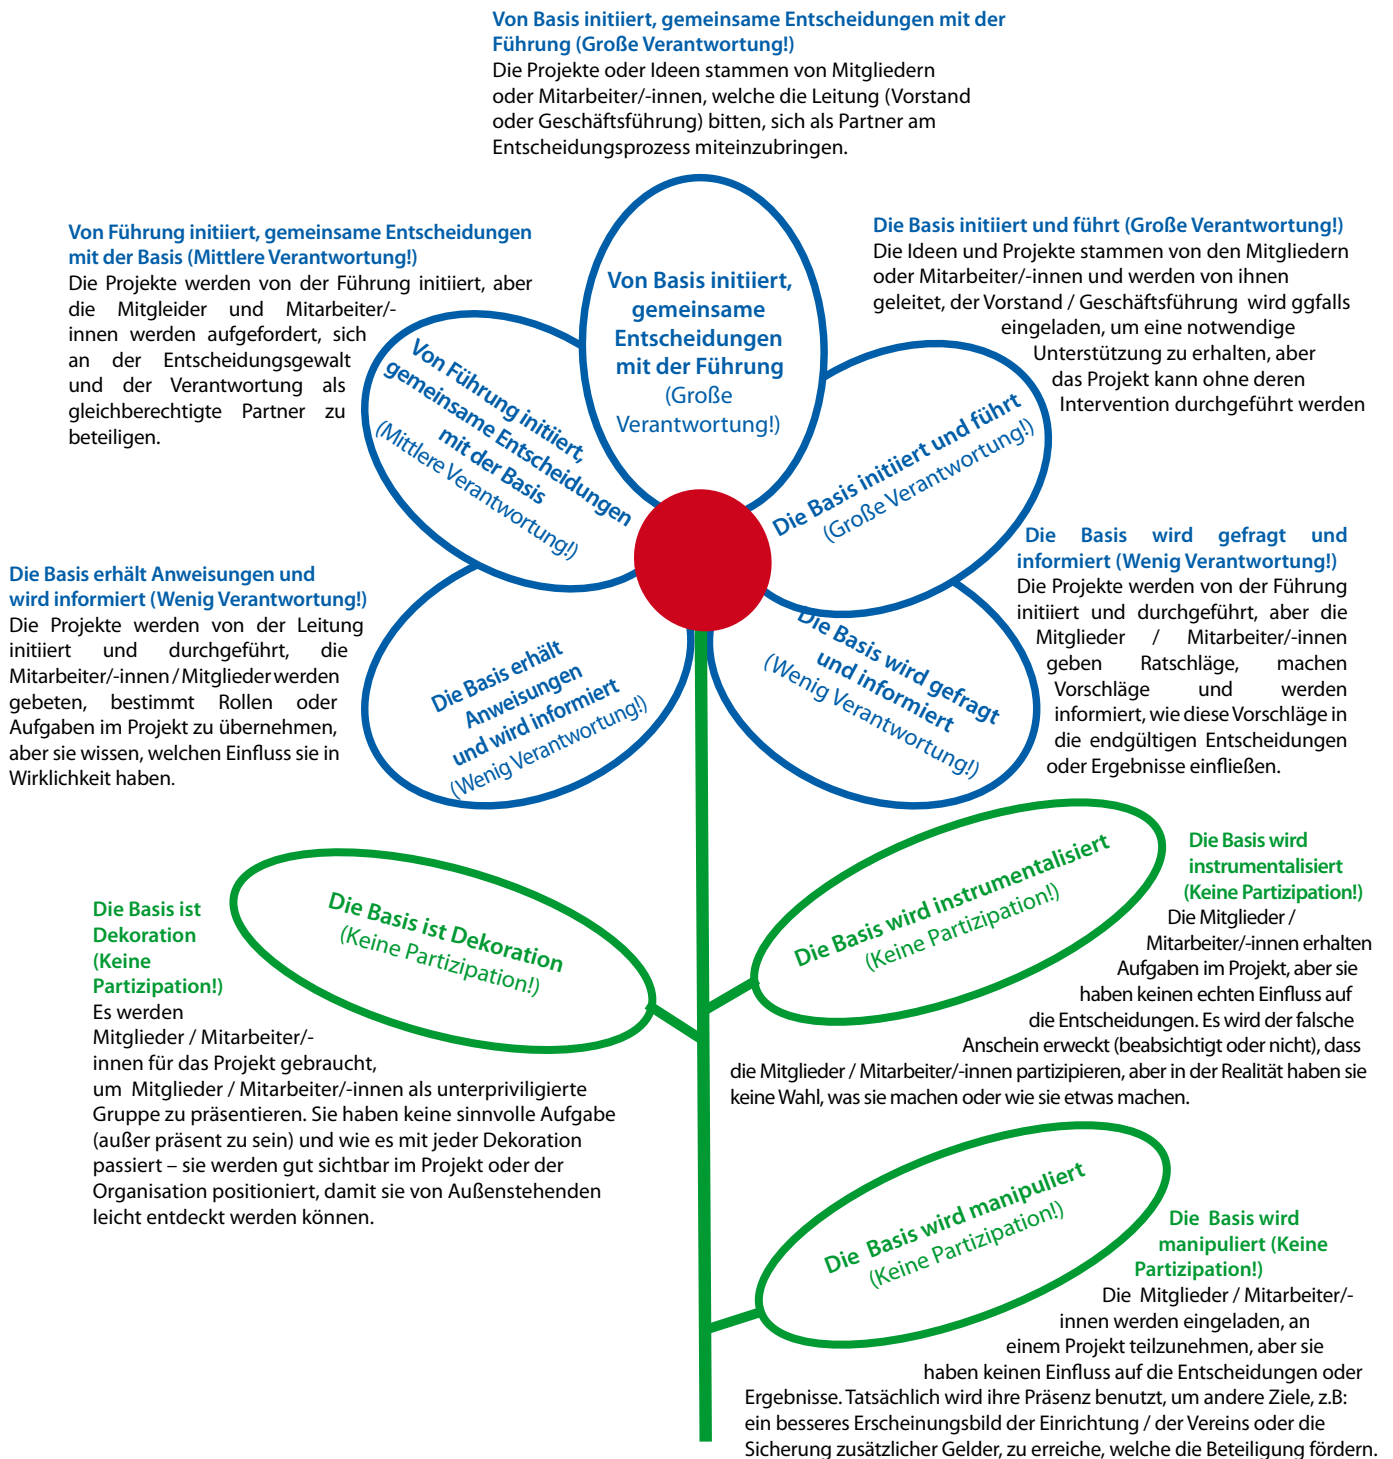 Von Basis initiiert, gemeinsame Entscheidungen mit der
Führung (Große Verantwortung!)
Die Projekte oder Ideen stammen von Mitgliedern
oder Mitarbeiter/-innen, welche die Leitung (Vorstand
oder Geschäftsführung) bitten, sich als Partner am
Entscheidungsprozess miteinzubringen.
Von Führung initiiert, gemeinsame Entscheidungen
mit der Basis (Mittlere Verantwortung!)
Die Projekte werden von der Führung initiiert, aber
die Mitgleider und Mitarbeiter/-
innen werden aufgefordert, sich
an der Entscheidungsgewalt
und der Verantwortung als
gleichberechtigte Partner zu
beteiligen.
Die Basis initiiert und führt (Große Verantwortung!)
Die Ideen und Projekte stammen von den Mitgliedern
oder Mitarbeiter/-innen und werden von ihnen
geleitet, der Vorstand / Geschäftsführung wird ggfalls
eingeladen, um eine notwendige
Unterstützung zu erhalten, aber
das Projekt kann ohne deren
Intervention durchgeführt werden
Von Basis initiiert,
gemeinsame
Entscheidungen
mit der Führung
(Große
Verantwortung!)
Von Führung initiiert,
gemeinsame Entscheidungen
mit der Basis
(Mittlere Verantwortung!)
Die Basis initiiert und führt
(Große Verantwortung!)
Die Basis erhält Anweisungen und
wird informiert (Wenig Verantwortung!)
Die Projekte werden von der Leitung
initiiert und durchgeführt, die
Mitarbeiter/-innen / Mitglieder werden
gebeten, bestimmt Rollen oder
Aufgaben im Projekt zu übernehmen,
aber sie wissen, welchen Einfluss sie in
Wirklichkeit haben.
Die Basis erhält
Anweisungen
und wird informiert
(Wenig Verantwortung!)
Die Basis wird gefragt
und informiert
(Wenig Verantwortung!)
Die Basis wird gefragt und
informiert (Wenig Verantwortung!)
Die Projekte werden von der Führung
initiiert und durchgeführt, aber die
Mitglieder / Mitarbeiter/-innen
geben Ratschläge, machen
Vorschläge und werden
informiert, wie diese Vorschläge in
die endgültigen Entscheidungen
oder Ergebnisse einfließen.
Die Basis ist Dekoration
(Keine Partizipation!)
Die Basis wird instrumentalisiert
(Keine Partizipation!)
Die Basis ist
Dekoration
(Keine
Partizipation!)
Es werden
Mitglieder / Mitarbeiter/-
innen für das Projekt gebraucht,
um Mitglieder / Mitarbeiter/-innen als unterpriviligierte
Gruppe zu präsentieren. Sie haben keine sinnvolle Aufgabe
(außer präsent zu sein) und wie es mit jeder Dekoration
passiert – sie werden gut sichtbar im Projekt oder der
Organisation positioniert, damit sie von Außenstehenden
leicht entdeckt werden können.
Die Basis wird
instrumentalisiert
(Keine Partizipation!)
Die Mitglieder /
Mitarbeiter/-innen erhalten
Aufgaben im Projekt, aber sie
haben keinen echten Einfluss auf
die Entscheidungen. Es wird der falsche
Anschein erweckt (beabsichtigt oder nicht), dass
die Mitglieder / Mitarbeiter/-innen partizipieren, aber in der Realität haben sie
keine Wahl, was sie machen oder wie sie etwas machen.
Die Basis wird manipuliert
(Keine Partizipation!)
Die Basis wird
manipuliert (Keine
Partizipation!)
Die Mitglieder / Mitarbeiter/-
innen werden eingeladen, an
einem Projekt teilzunehmen, aber sie
haben keinen Einfluss auf die Entscheidungen oder
Ergebnisse. Tatsächlich wird ihre Präsenz benutzt, um andere Ziele, z.B:
ein besseres Erscheinungsbild der Einrichtung / der Vereins oder die
Sicherung zusätzlicher Gelder, zu erreiche, welche die Beteiligung fördern.